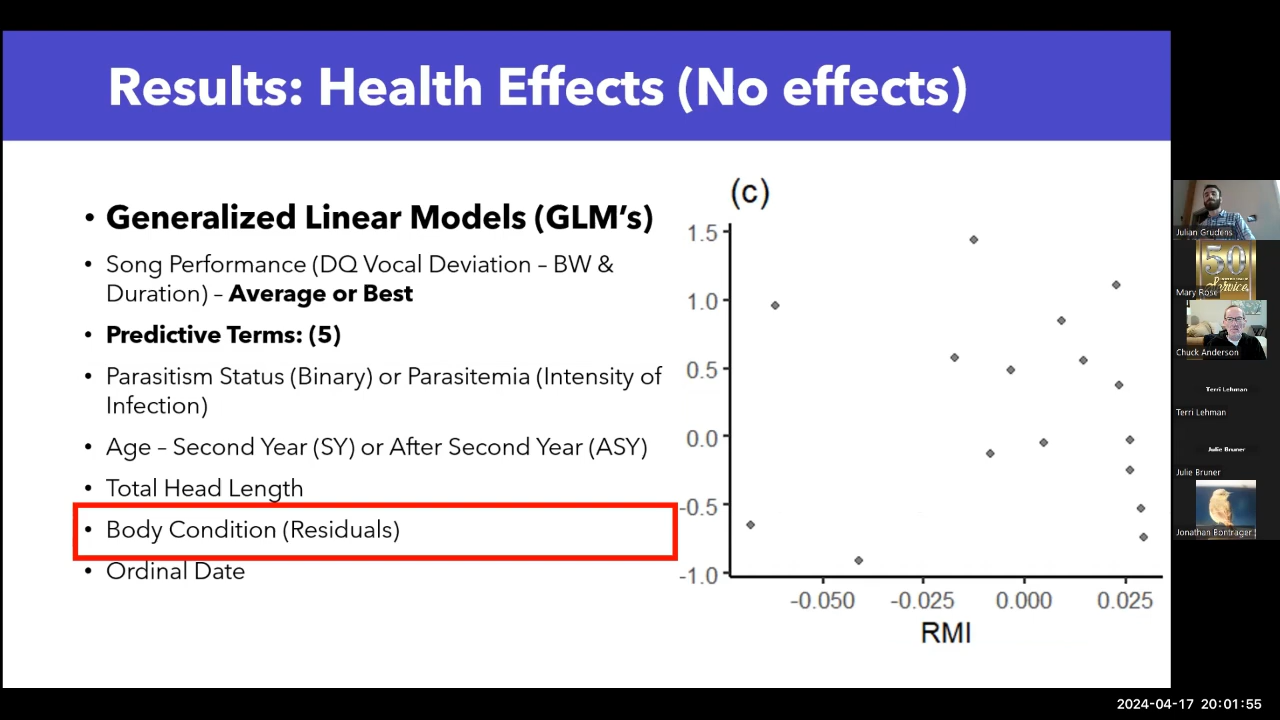 Results: Health Effects (No effects)
• Generalized Linear Models (GLM's)
• Song Performance (DQ Vocal Deviation – BW &
Duration) – Average or Best
• Predictive Terms: (5)
• Parasitism Status (Binary) or Parasitemia (Intensity of
Infection)
• Age – Second Year (SY) or After Second Year (ASY)
• Total Head Length
• Body Condition (Residuals)
• Ordinal Date
(c)
1.5
1.0
0.5
0.0
-0.5
-1.0
-0.050 -0.025 0.000 0.025
RMI
Julian Grudens
50
Service
Mary Rose
Chuck Anderson
Terri Lehman
Terri Lehman
Julie Bruner
Julie Bruner
Jonathan Bontrager
2024-04-17 20:01:55